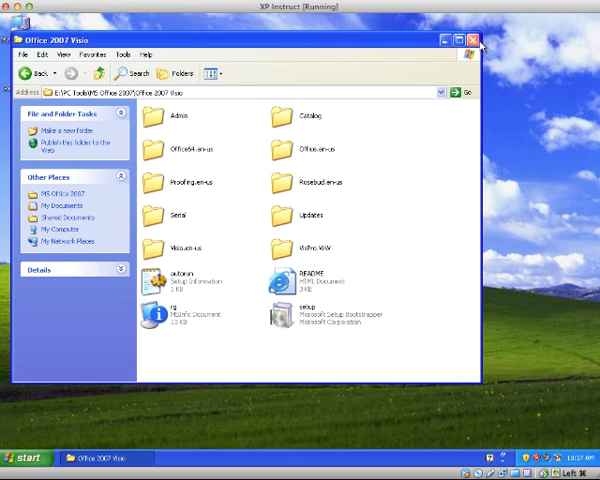 XP Instruct [Running]
Office 2007 Visio
File Edit View Favorites Tools Help
Back Search Folders
Address E:\PC Tools\MS Office 2007\Office 2007 Visio Go
File and Folder Tasks
Make a new folder
Publish this folder to the
Web
Other Places
MS Office 2007
My Documents
Shared Documents
My Computer
My Network Places
Details
Admin Catalog
Office64.en-us Office.en-us
Proofing.en-us Rosebud.en-us
Serial Updates
Visio.en-us VisPro.WW
autorun
Setup Information
1 KB
README
HTML Document
3 KB
rg
MSInfo Document
13 KB
setup
Microsoft Setup Bootstrapper
Microsoft Corporation
start Office 2007 Visio 10:37 AM
Left ⌘